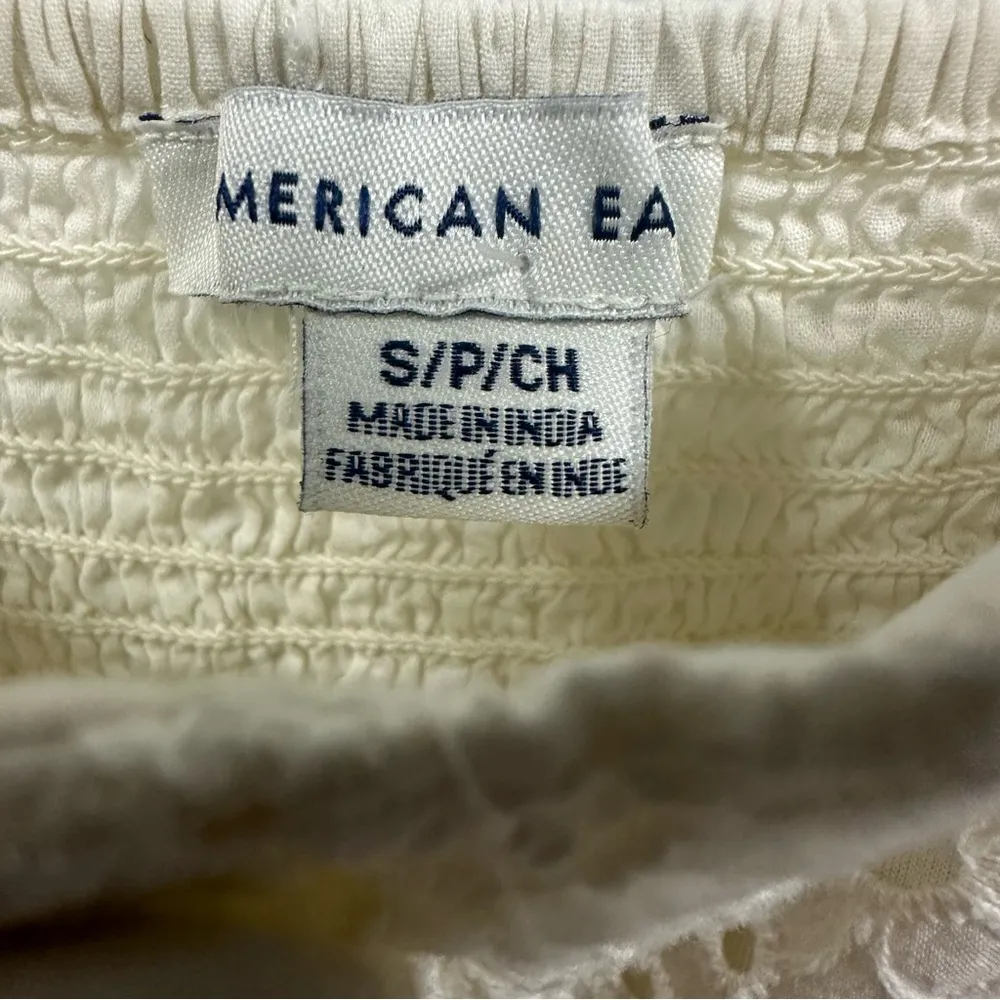 MERICAN EA
S/P/CH
MADE IN INDIA
FABRIQUÉ EN INDE